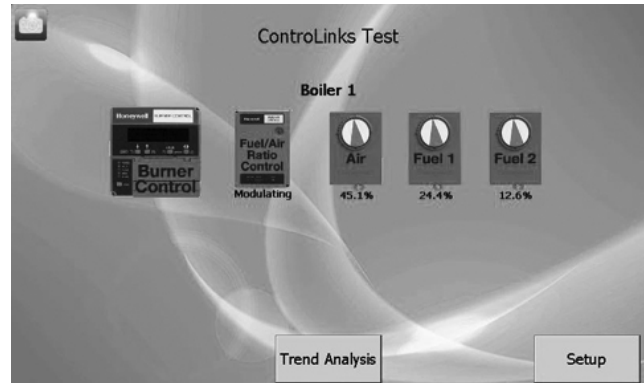 ControLinks Test
Boiler 1
Honeywell
Burner
Control
Fuel/Air
Ratio
Control
Modulating
Air
45.1%
Fuel 1
24.4%
Fuel 2
12.6%
Trend Analysis
Setup